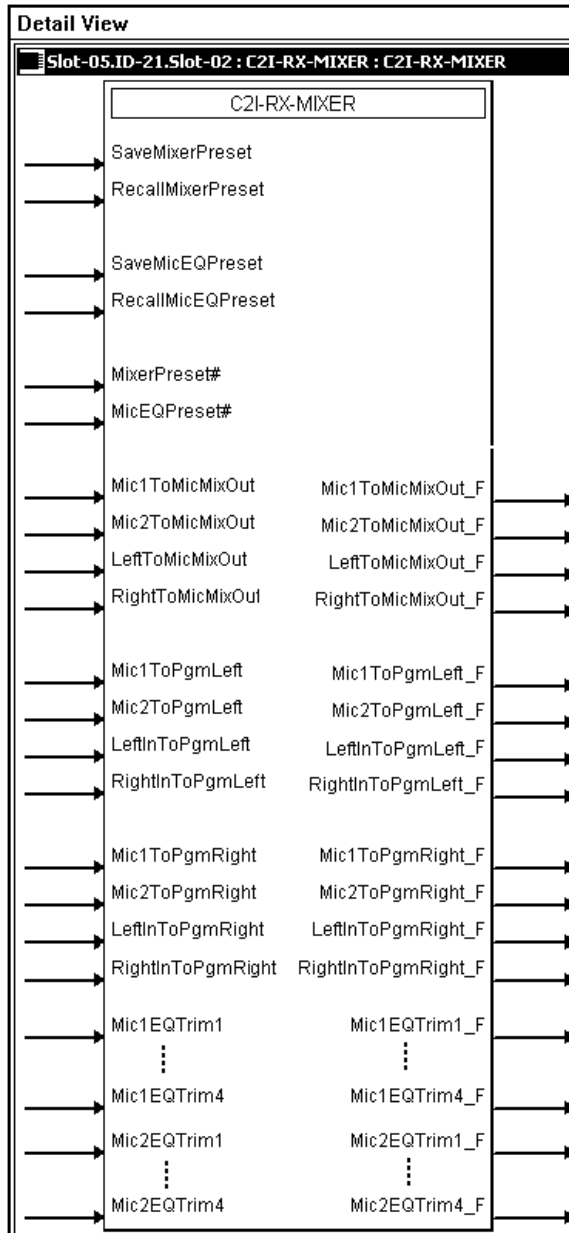 Detail View
Slot-05.ID-21.Slot-02 : C2I-RX-MIXER : C2I-RX-MIXER
C2I-RX-MIXER
SaveMixerPreset
RecallMixerPreset
SaveMicEQPreset
RecallMicEQPreset
MixerPreset#
MicEQPreset#
Mic1ToMicMixOut Mic1ToMicMixOut_F
Mic2ToMicMixOut Mic2ToMicMixOut_F
LeftToMicMixOut LeftToMicMixOut_F
RightToMicMixOut RightToMicMixOut_F
Mic1ToPgmLeft Mic1ToPgmLeft_F
Mic2ToPgmLeft Mic2ToPgmLeft_F
LeftInToPgmLeft LeftInToPgmLeft_F
RightInToPgmLeft RightInToPgmLeft_F
Mic1ToPgmRight Mic1ToPgmRight_F
Mic2ToPgmRight Mic2ToPgmRight_F
LeftInToPgmRight LeftInToPgmRight_F
RightInToPgmRight RightInToPgmRight_F
Mic1EQTrim1 Mic1EQTrim1_F
Mic1EQTrim4 Mic1EQTrim4_F
Mic2EQTrim1 Mic2EQTrim1_F
Mic2EQTrim4 Mic2EQTrim4_F